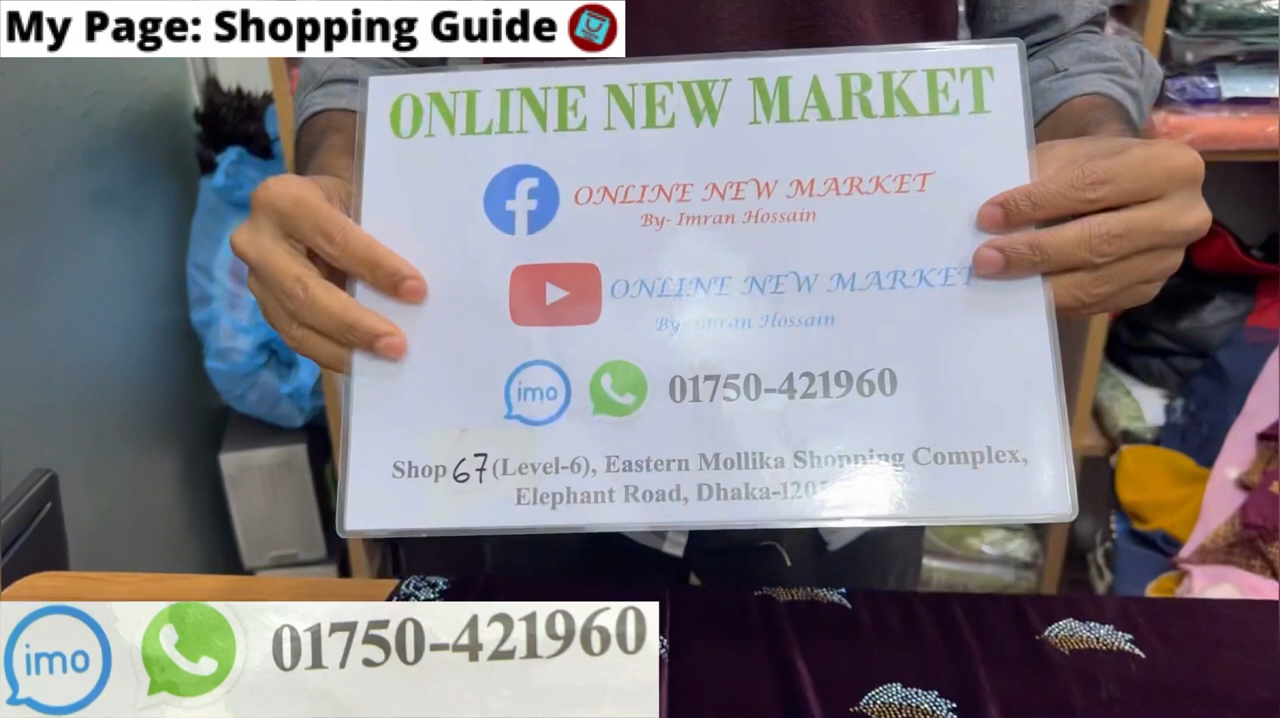 My Page: Shopping Guide
ONLINE NEW MARKET
ONLINE NEW MARKET
By- Imran Hossain
ONLINE NEW MARKET
By- Imran Hossain
imo 01750-421960
Shop 67 (Level-6), Eastern Mollika Shopping Complex,
Elephant Road, Dhaka-1205
imo 01750-421960